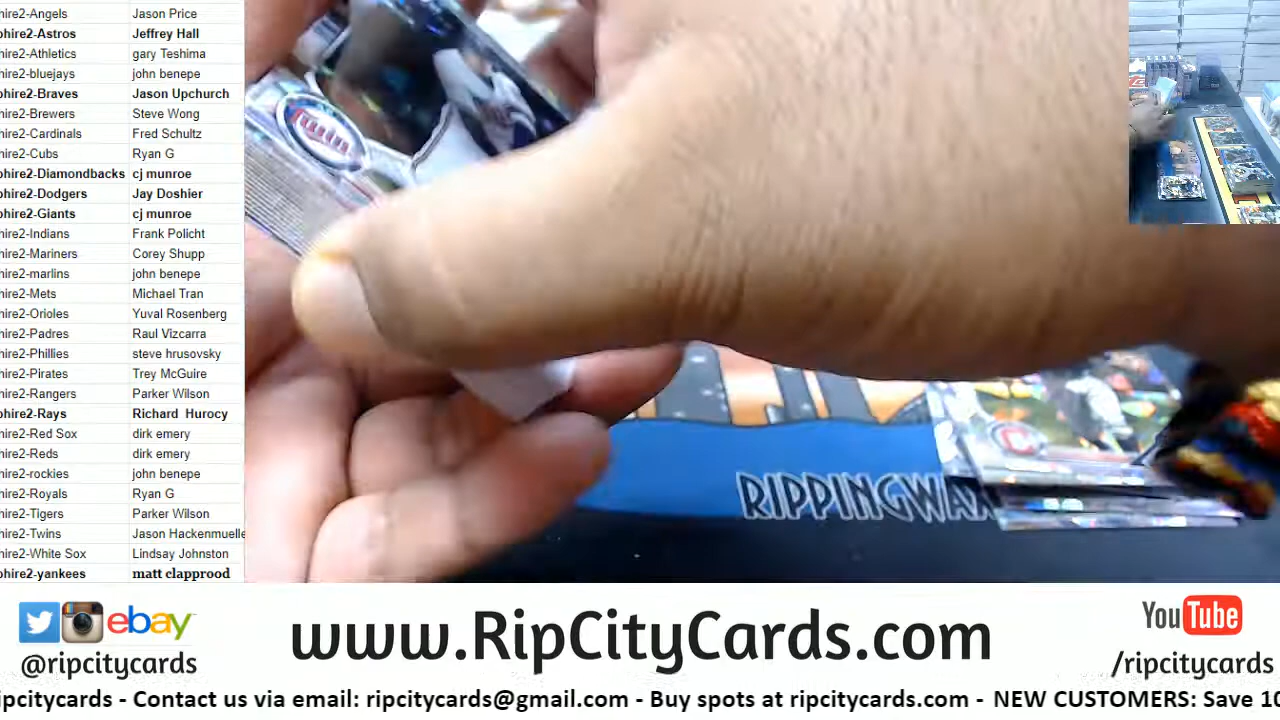 hire2-Angels Jason Price
phire2-Astros Jeffrey Hall
hire2-Athletics gary Teshima
hire2-bluejays john benepe
phire2-Braves Jason Upchurch
hire2-Brewers Steve Wong
hire2-Cardinals Fred Schultz
hire2-Cubs Ryan G
phire2-Diamondbacks cj munroe
phire2-Dodgers Jay Doshier
phire2-Giants cj munroe
hire2-Indians Frank Policht
hire2-Mariners Corey Shupp
hire2-marlins john benepe
hire2-Mets Michael Tran
hire2-Orioles Yuval Rosenberg
hire2-Padres Raul Vizcarra
hire2-Phillies steve hrusovsky
hire2-Pirates Trey McGuire
hire2-Rangers Parker Wilson
phire2-Rays Richard Hurocy
hire2-Red Sox dirk emery
hire2-Reds dirk emery
hire2-rockies john benepe
hire2-Royals Ryan G
hire2-Tigers Parker Wilson
hire2-Twins Jason Hackenmuelle
hire2-White Sox Lindsay Johnston
phire2-yankees matt clapprood
Twins
C
RIPPINGWAX
ebay
@ripcitycards
www.RipCityCards.com
YouTube
/ripcitycards
ipcitycards - Contact us via email: ripcitycards@gmail.com - Buy spots at ripcitycards.com - NEW CUSTOMERS: Save 10